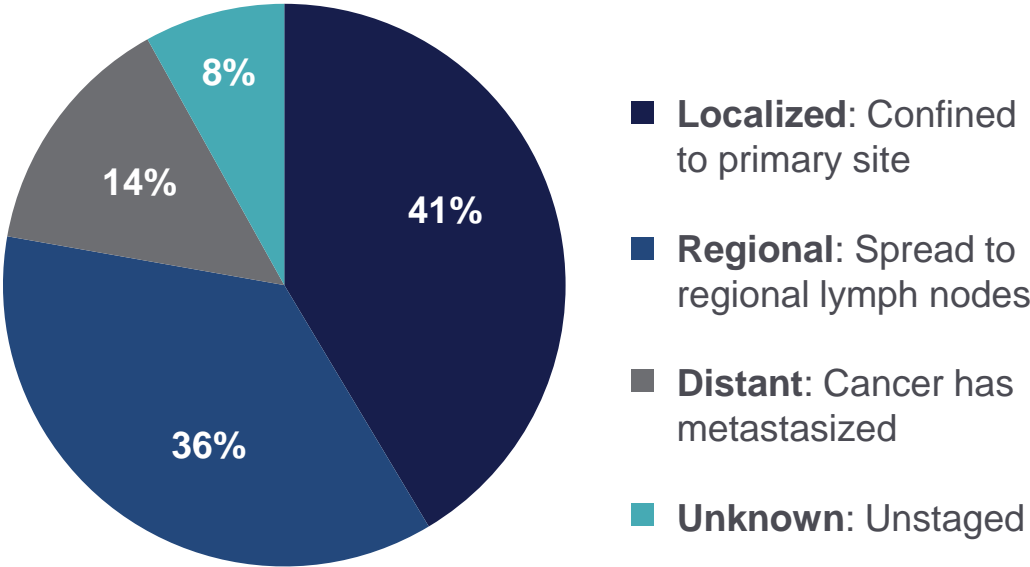 8%
14%
41%
36%
Localized: Confined
to primary site
Regional: Spread to
regional lymph nodes
Distant: Cancer has
metastasized
Unknown: Unstaged